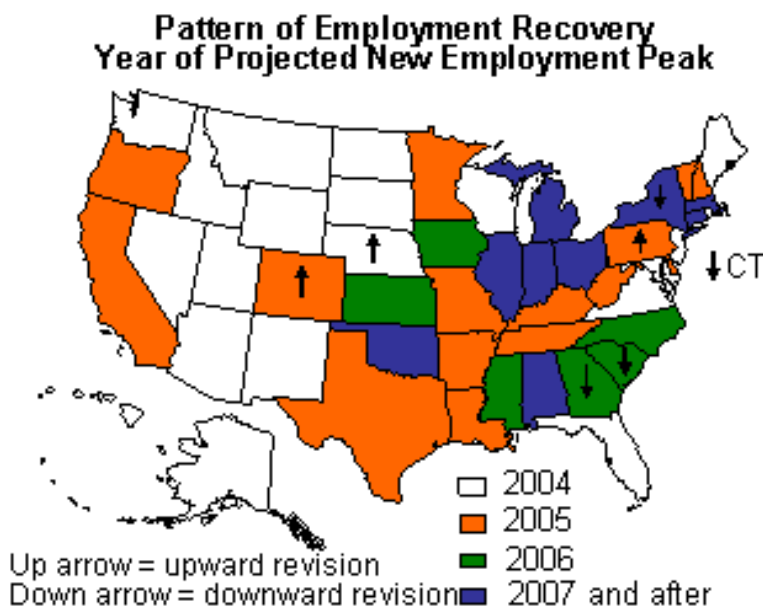 Pattern of Employment Recovery
Year of Projected New Employment Peak
CT
2004
2005
2006
Up arrow = upward revision
Down arrow = downward revision
2007 and after